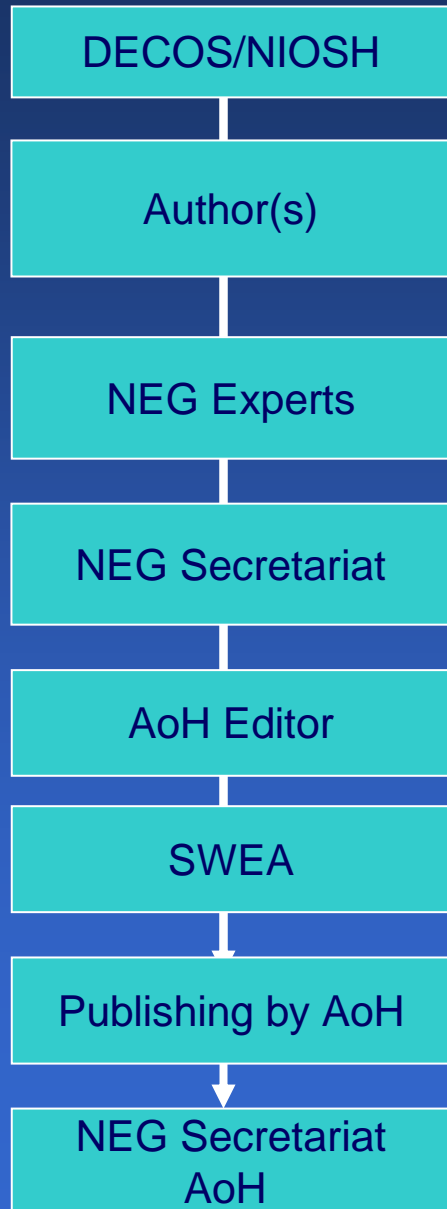 DECOS/NIOSH
Author(s)
NEG Experts
NEG Secretariat
AoH Editor
SWEA
Publishing by AoH
NEG Secretariat
AoH